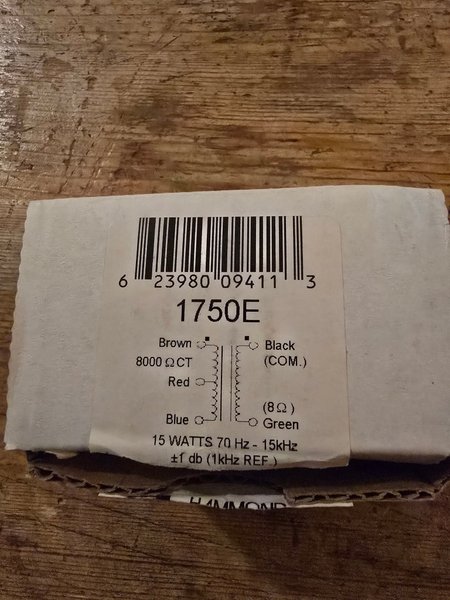 6 23980 09411 3
1750E
Brown Black
8000 Ω CT (COM.)
Red
(8Ω)
Blue Green
15 WATTS 70 Hz - 15kHz
±1 db (1kHz REF.)
HAMMOND